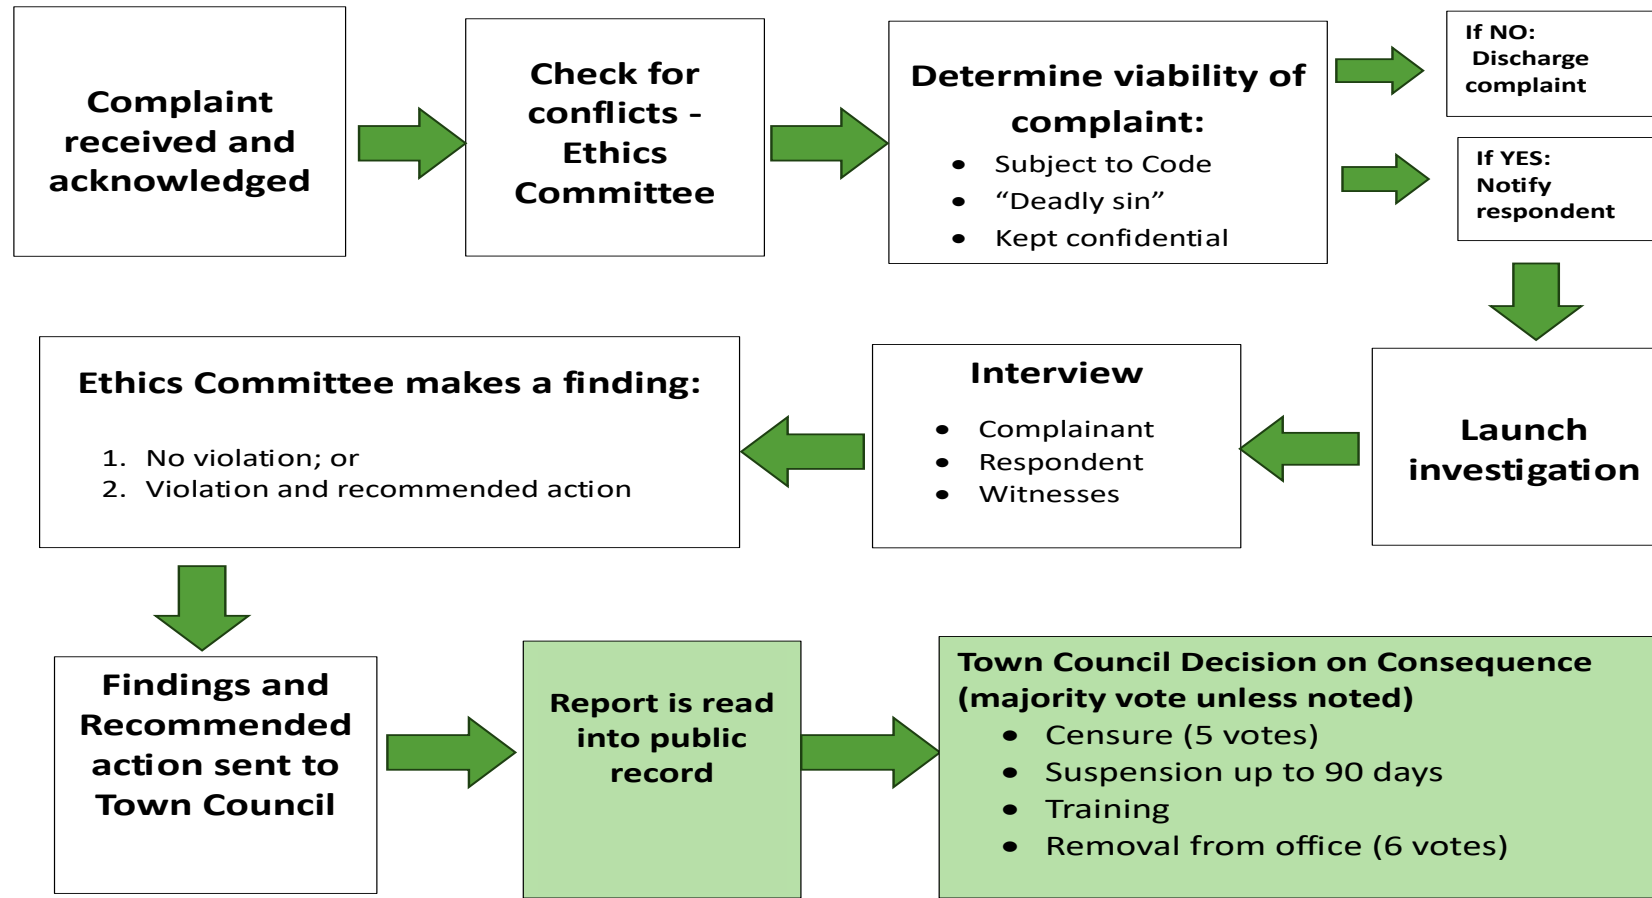 Complaint
received and
acknowledged
Check for
conflicts -
Ethics
Committee
Determine viability of
complaint:
• Subject to Code
• “Deadly sin”
• Kept confidential
If NO:
Discharge
complaint
If YES:
Notify
respondent
Launch
investigation
Interview
• Complainant
• Respondent
• Witnesses
Ethics Committee makes a finding:
1. No violation; or
2. Violation and recommended action
Findings and
Recommended
action sent to
Town Council
Report is read
into public
record
Town Council Decision on Consequence
(majority vote unless noted)
• Censure (5 votes)
• Suspension up to 90 days
• Training
• Removal from office (6 votes)